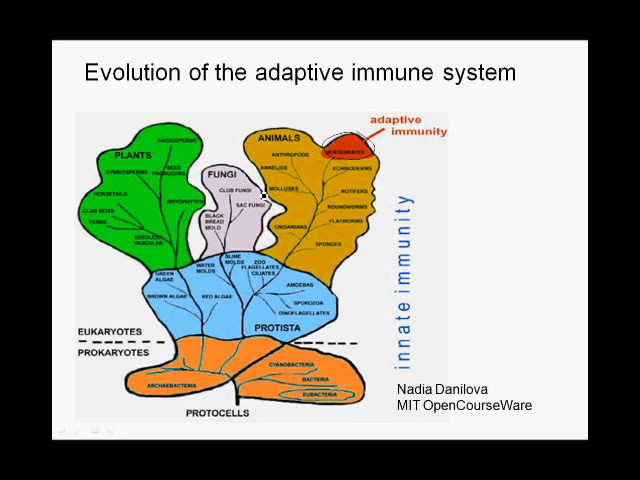 Evolution of the adaptive immune system
adaptive
immunity
ANIMALS
VERTEBRATES
ANGIOSPERMS
PLANTS
ANTHROPODS
GYMNOSPERMS
SEED
PRODUCERS
FUNGI
ANNELIDS
ECHINODERMS
HORSETAILS
CLUB FUNGI
MOLLUSKS
ROTIFERS
BRYOPHYTES
SAC FUNGI
ROUNDWORMS
CLUB MOSS
BLACK
BREAD
MOLD
FLATWORMS
FERNS
CNIDARIANS
SEEDLESS
VASCULAR
SPONGES
innate immunity
SLIME
MOLDS
WATER
MOLDS
ZOO
FLAGELLATES
CILIATES
GREEN
ALGAE
AMOEBAS
BROWN ALGAE
RED ALGAE
SPOROZOA
DINOFLAGELLATES
EUKARYOTES
PROTISTA
PROKARYOTES
CYANOBACTERIA
ARCHAEBACTERIA
BACTERIA
EUBACTERIA
PROTOCELLS
Nadia Danilova
MIT OpenCourseWare